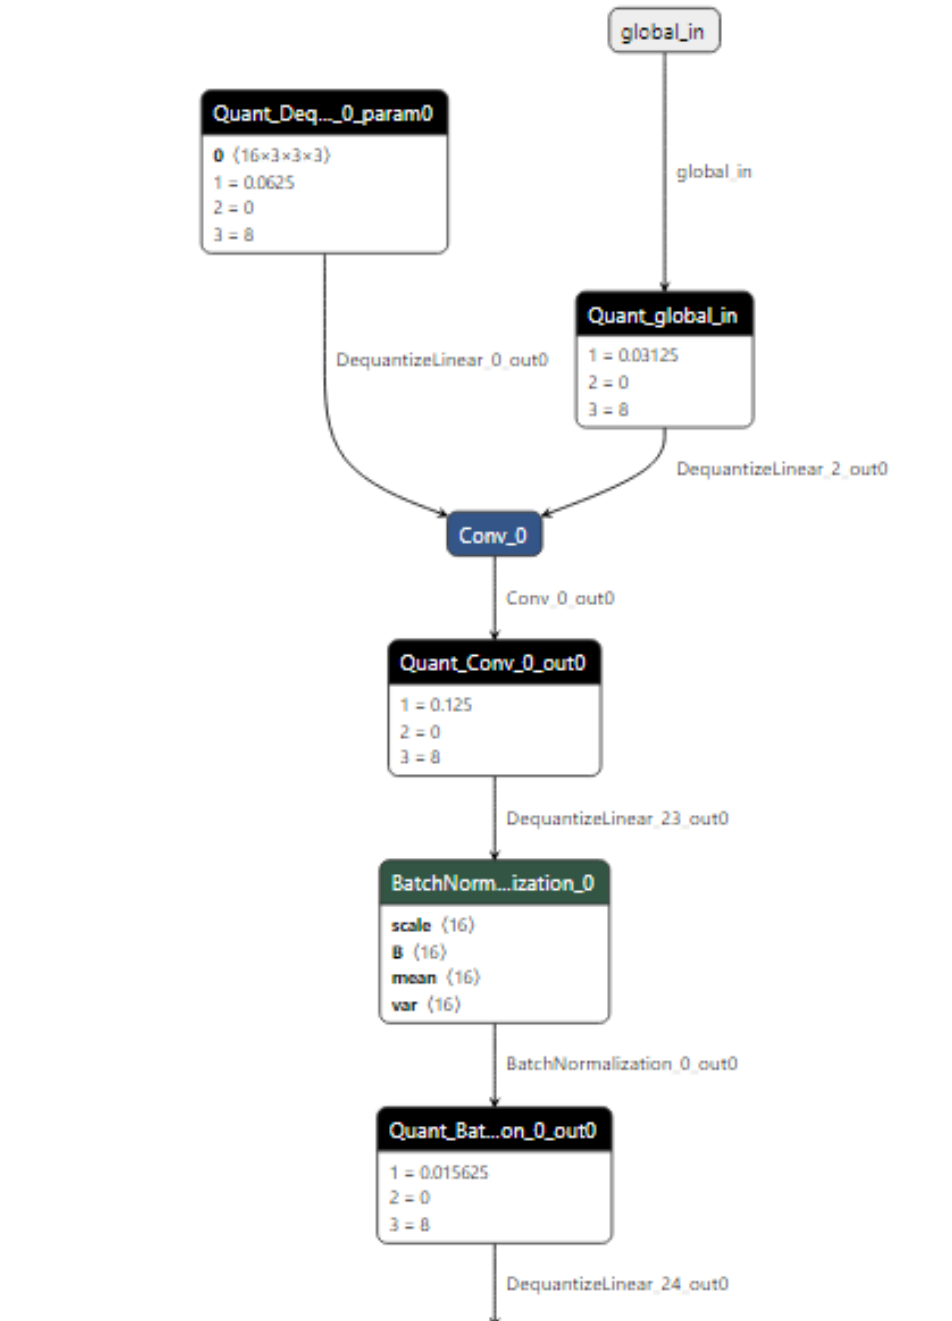 global_in
Quant_Deq..._0_param0
0 ⟨16×3×3×3⟩
1 = 0.0625
2 = 0
3 = 8
global_in
Quant_global_in
1 = 0.03125
2 = 0
3 = 8
DequantizeLinear_0_out0
DequantizeLinear_2_out0
Conv_0
Conv_0_out0
Quant_Conv_0_out0
1 = 0.125
2 = 0
3 = 8
DequantizeLinear_23_out0
BatchNorm...ization_0
scale ⟨16⟩
B ⟨16⟩
mean ⟨16⟩
var ⟨16⟩
BatchNormalization_0_out0
Quant_Bat...on_0_out0
1 = 0.015625
2 = 0
3 = 8
DequantizeLinear_24_out0